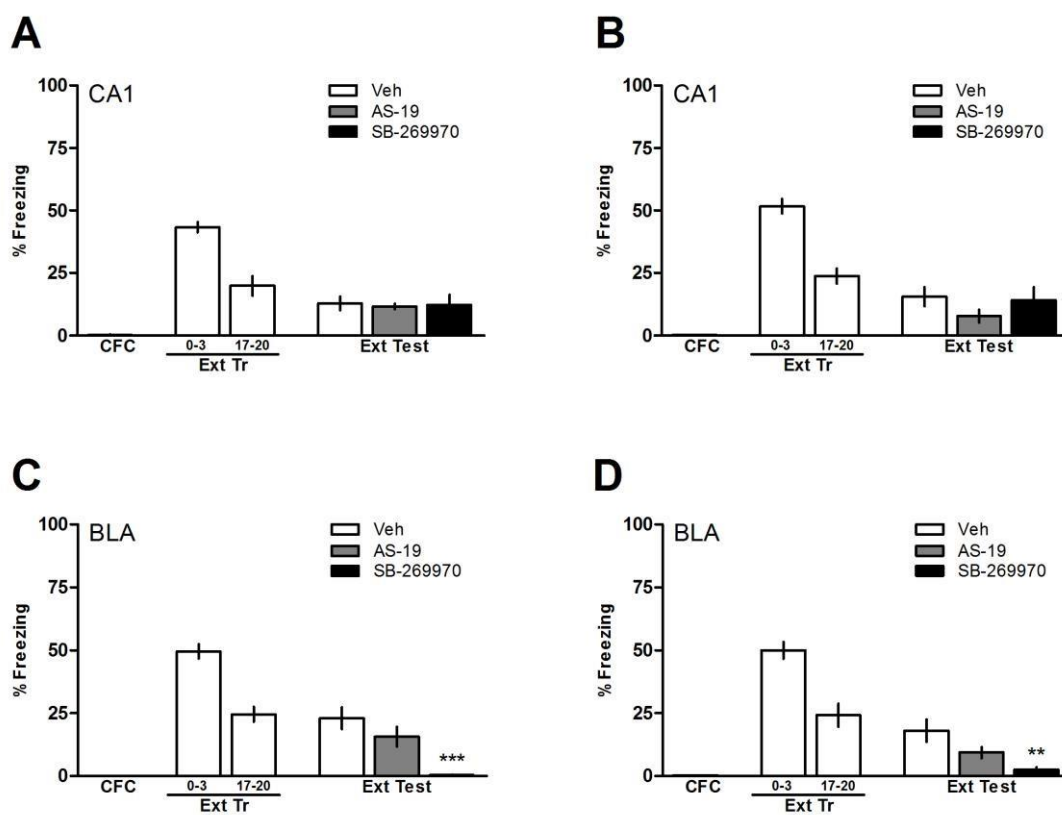 A
CA1
Veh
AS-19
SB-269970
100
75
50
25
0
% Freezing
CFC
0-3 17-20
Ext Tr
Ext Test
B
CA1
Veh
AS-19
SB-269970
100
75
50
25
0
% Freezing
CFC
0-3 17-20
Ext Tr
Ext Test
C
BLA
Veh
AS-19
SB-269970
100
75
50
25
0
% Freezing
***
CFC
0-3 17-20
Ext Tr
Ext Test
D
BLA
Veh
AS-19
SB-269970
100
75
50
25
0
% Freezing
**
CFC
0-3 17-20
Ext Tr
Ext Test